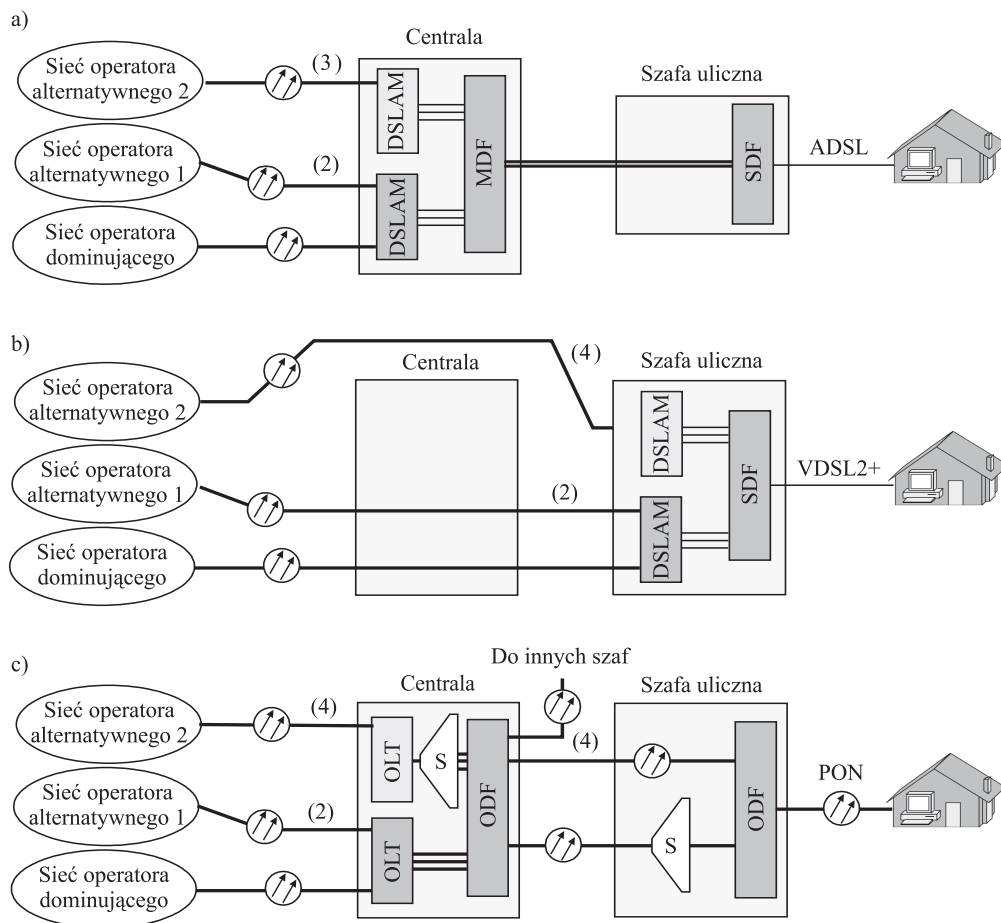 a)
Centrala
Szafa uliczna
Sieć operatora
alternatywnego 2
(3)
DSLAM
Sieć operatora
alternatywnego 1
(2)
DSLAM
MDF
SDF
ADSL
Sieć operatora
dominującego
b)
Centrala
(4)
Szafa uliczna
Sieć operatora
alternatywnego 2
DSLAM
Sieć operatora
alternatywnego 1
(2)
DSLAM
SDF
VDSL2+
Sieć operatora
dominującego
c)
Do innych szaf
Centrala
Szafa uliczna
Sieć operatora
alternatywnego 2
(4)
OLT
S
(4)
Sieć operatora
alternatywnego 1
(2)
OLT
ODF
S
ODF
PON
Sieć operatora
dominującego